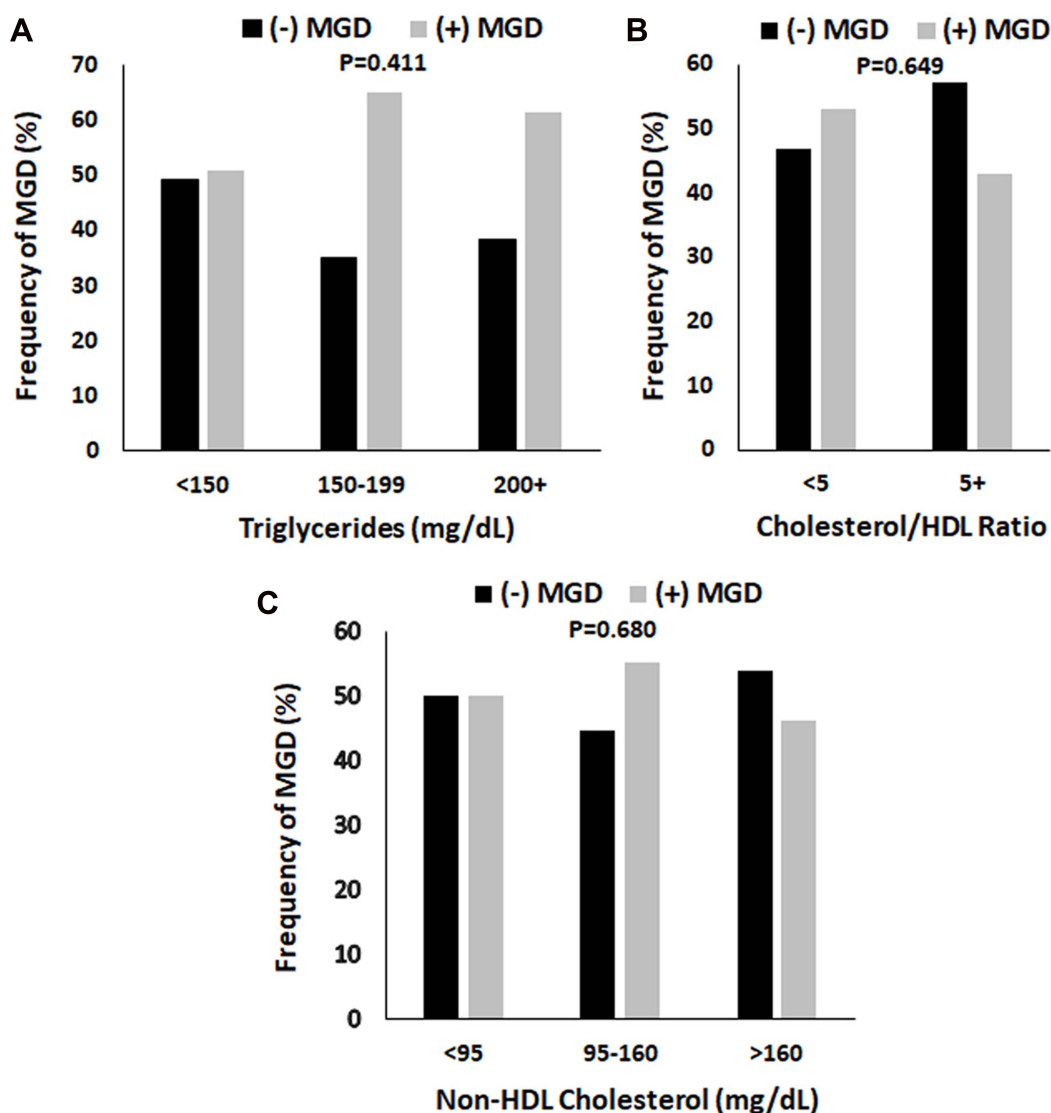 A
(-) MGD (+) MGD
P=0.411
Frequency of MGD (%)
70
60
50
40
30
20
10
0
<150 150-199 200+
Triglycerides (mg/dL)
B
(-) MGD (+) MGD
P=0.649
Frequency of MGD (%)
60
50
40
30
20
10
0
<5 5+
Cholesterol/HDL Ratio
C
(-) MGD (+) MGD
P=0.680
Frequency of MGD (%)
60
50
40
30
20
10
0
<95 95-160 >160
Non-HDL Cholesterol (mg/dL)